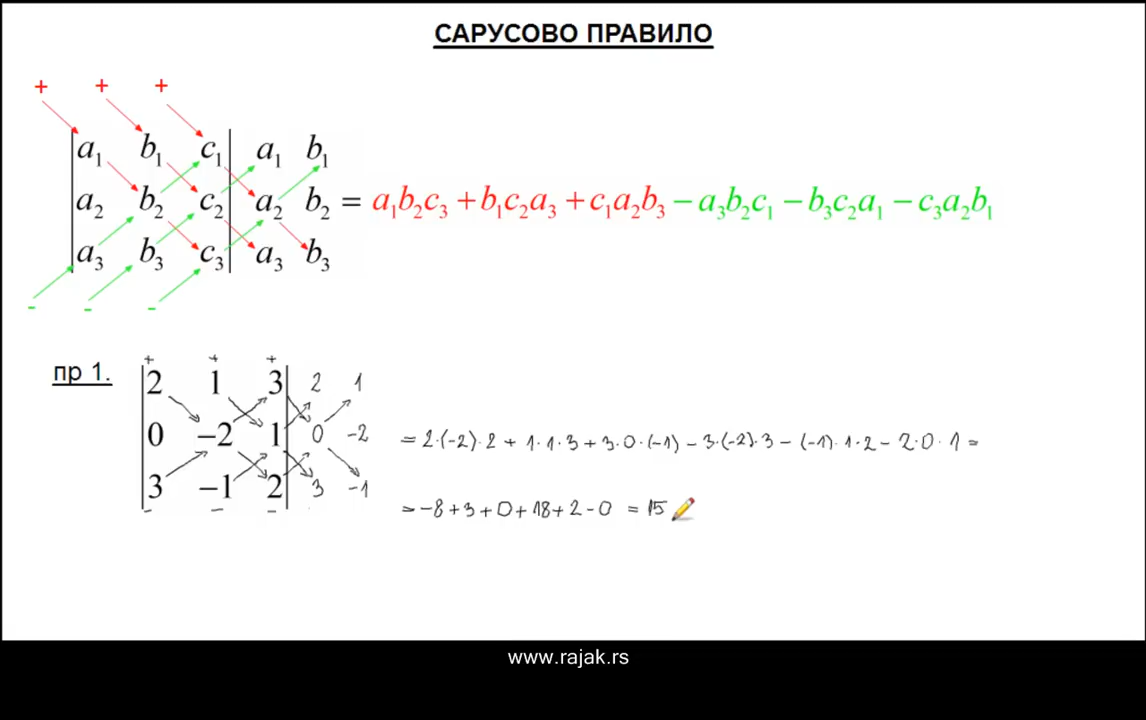 САРУСОВО ПРАВИЛО
+ + +
a₁ b₁ c₁ a₁ b₁
a₂ b₂ c₂ a₂ b₂ = a₁b₂c₃ + b₁c₂a₃ + c₁a₂b₃ − a₃b₂c₁ − b₃c₂a₁ − c₃a₂b₁
a₃ b₃ c₃ a₃ b₃
- - -
+ + +
пр 1. 2 1 3 2 1
0 −2 1 0 -2 = 2·(-2)·2 + 1·1·3 + 3·0·(-1) - 3·(-2)·3 - (-1)·1·2 - 2·0·1 =
3 −1 2 3 -1
- - -
= -8 + 3 + 0 + 18 + 2 - 0 = 15
www.rajak.rs